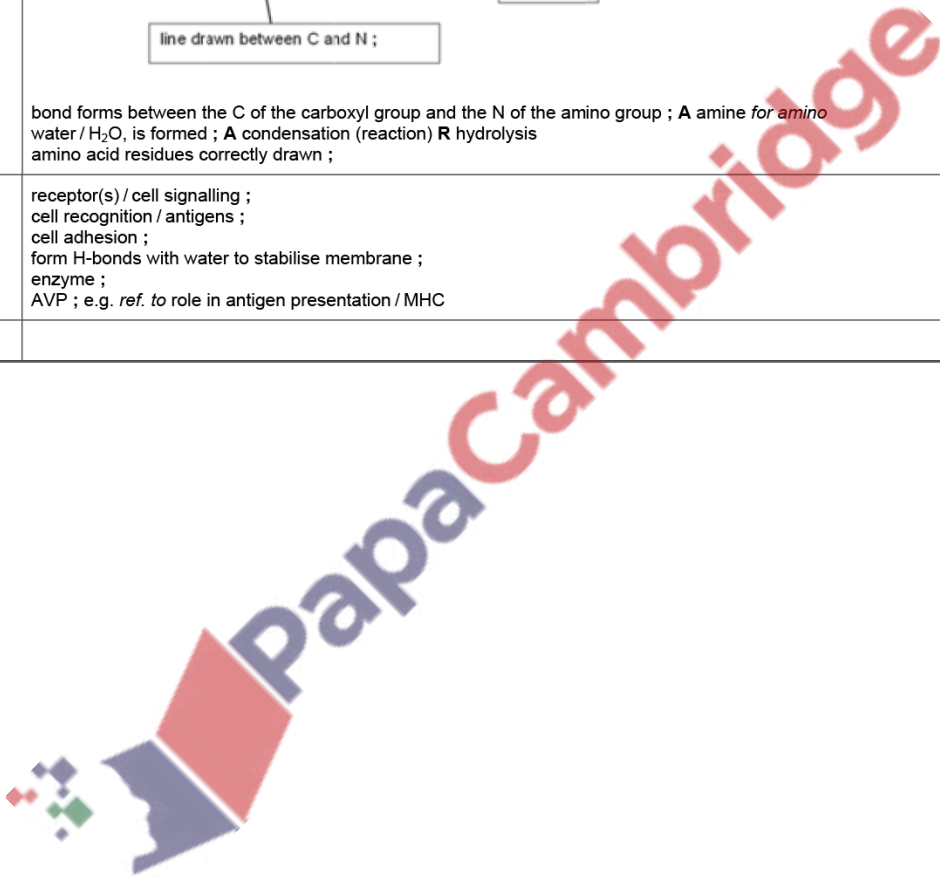 line drawn between C and N ;
bond forms between the C of the carboxyl group and the N of the amino group ; A amine for amino
water / H₂O, is formed ; A condensation (reaction) R hydrolysis
amino acid residues correctly drawn ;
receptor(s) / cell signalling ;
cell recognition / antigens ;
cell adhesion ;
form H-bonds with water to stabilise membrane ;
enzyme ;
AVP ; e.g. ref. to role in antigen presentation / MHC
PapaCambridge